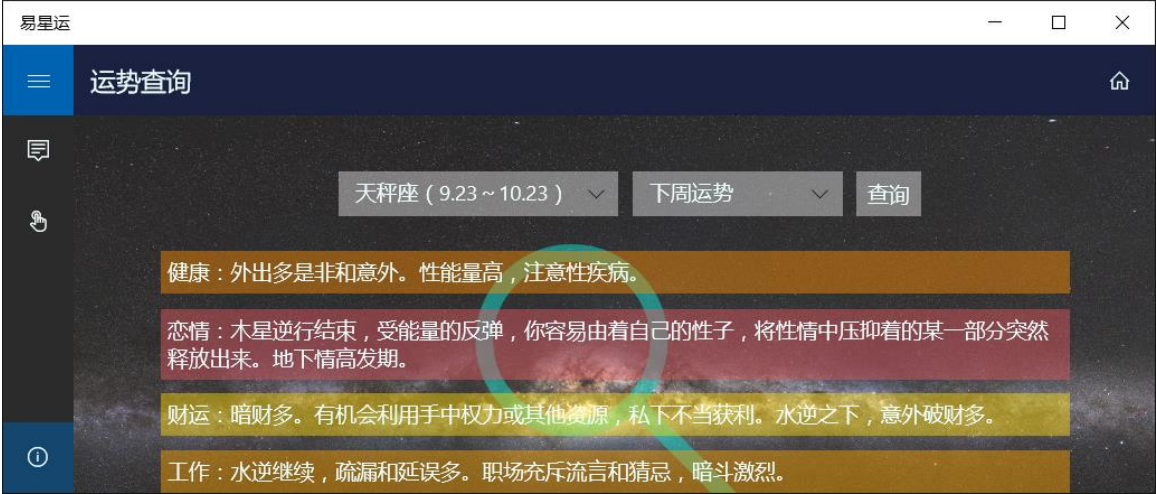 易星运
运势查询
天秤座（9.23～10.23）
下周运势
查询
健康：外出多是非和意外。性能量高，注意性疾病。
恋情：木星逆行结束，受能量的反弹，你容易由着自己的性子，将性情中压抑着的某一部分突然
释放出来。地下情高发期。
财运：暗财多。有机会利用手中权力或其他资源，私下不当获利。水逆之下，意外破财多。
工作：水逆继续，疏漏和延误多。职场充斥流言和猜忌，暗斗激烈。